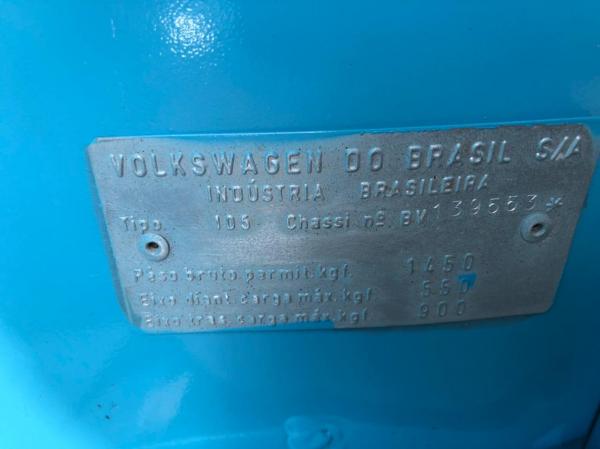 VOLKSWAGEN DO BRASIL S/A
INDÚSTRIA BRASILEIRA
Tipo 105 Chassi nº BV139553*
Pêso bruto permit.kgf. 1450
Eixo diant.carga máx.kgf. 560
Eixo tras.carga máx.kgf. 900